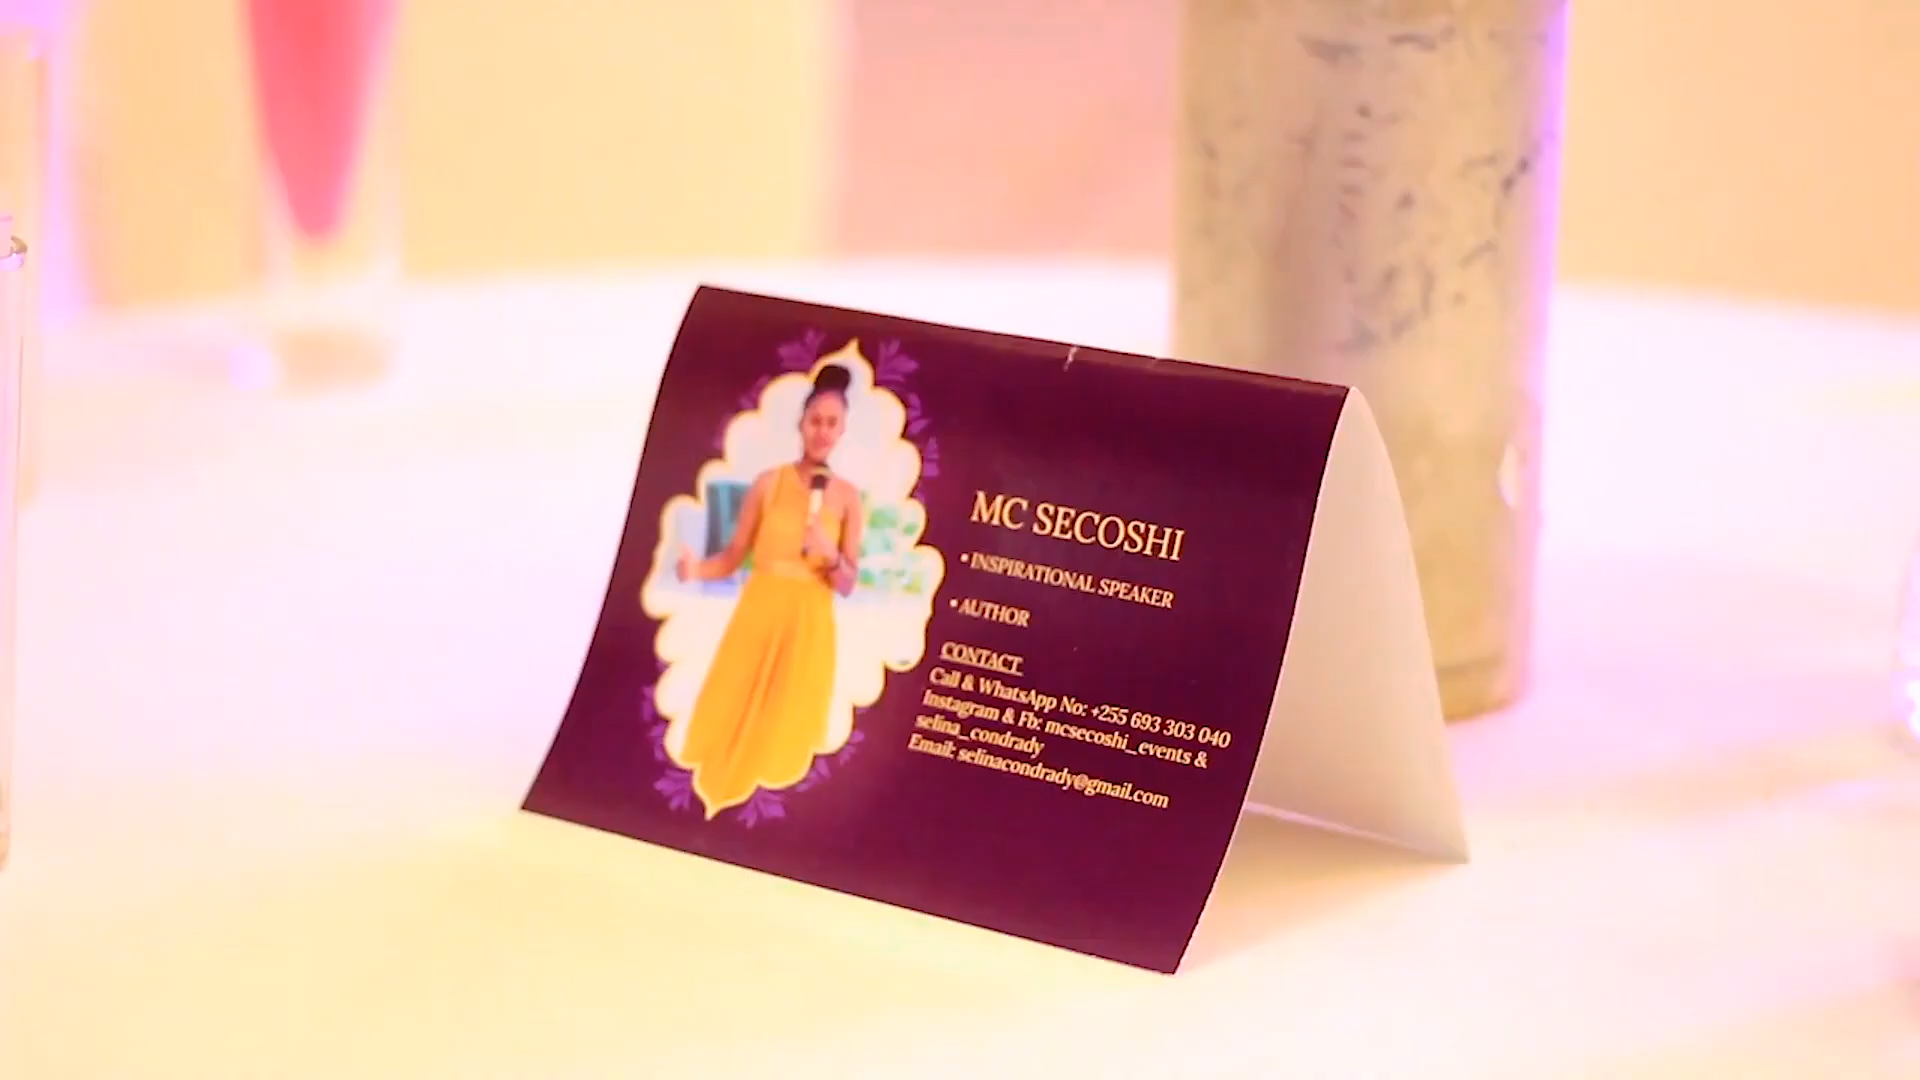 MC SECOSHI
• INSPIRATIONAL SPEAKER
• AUTHOR
CONTACT
Call & WhatsApp No: +255 693 303 040
Instagram & Fb: mcsecoshi_events &
selina_condrady
Email: selinacondrady@gmail.com